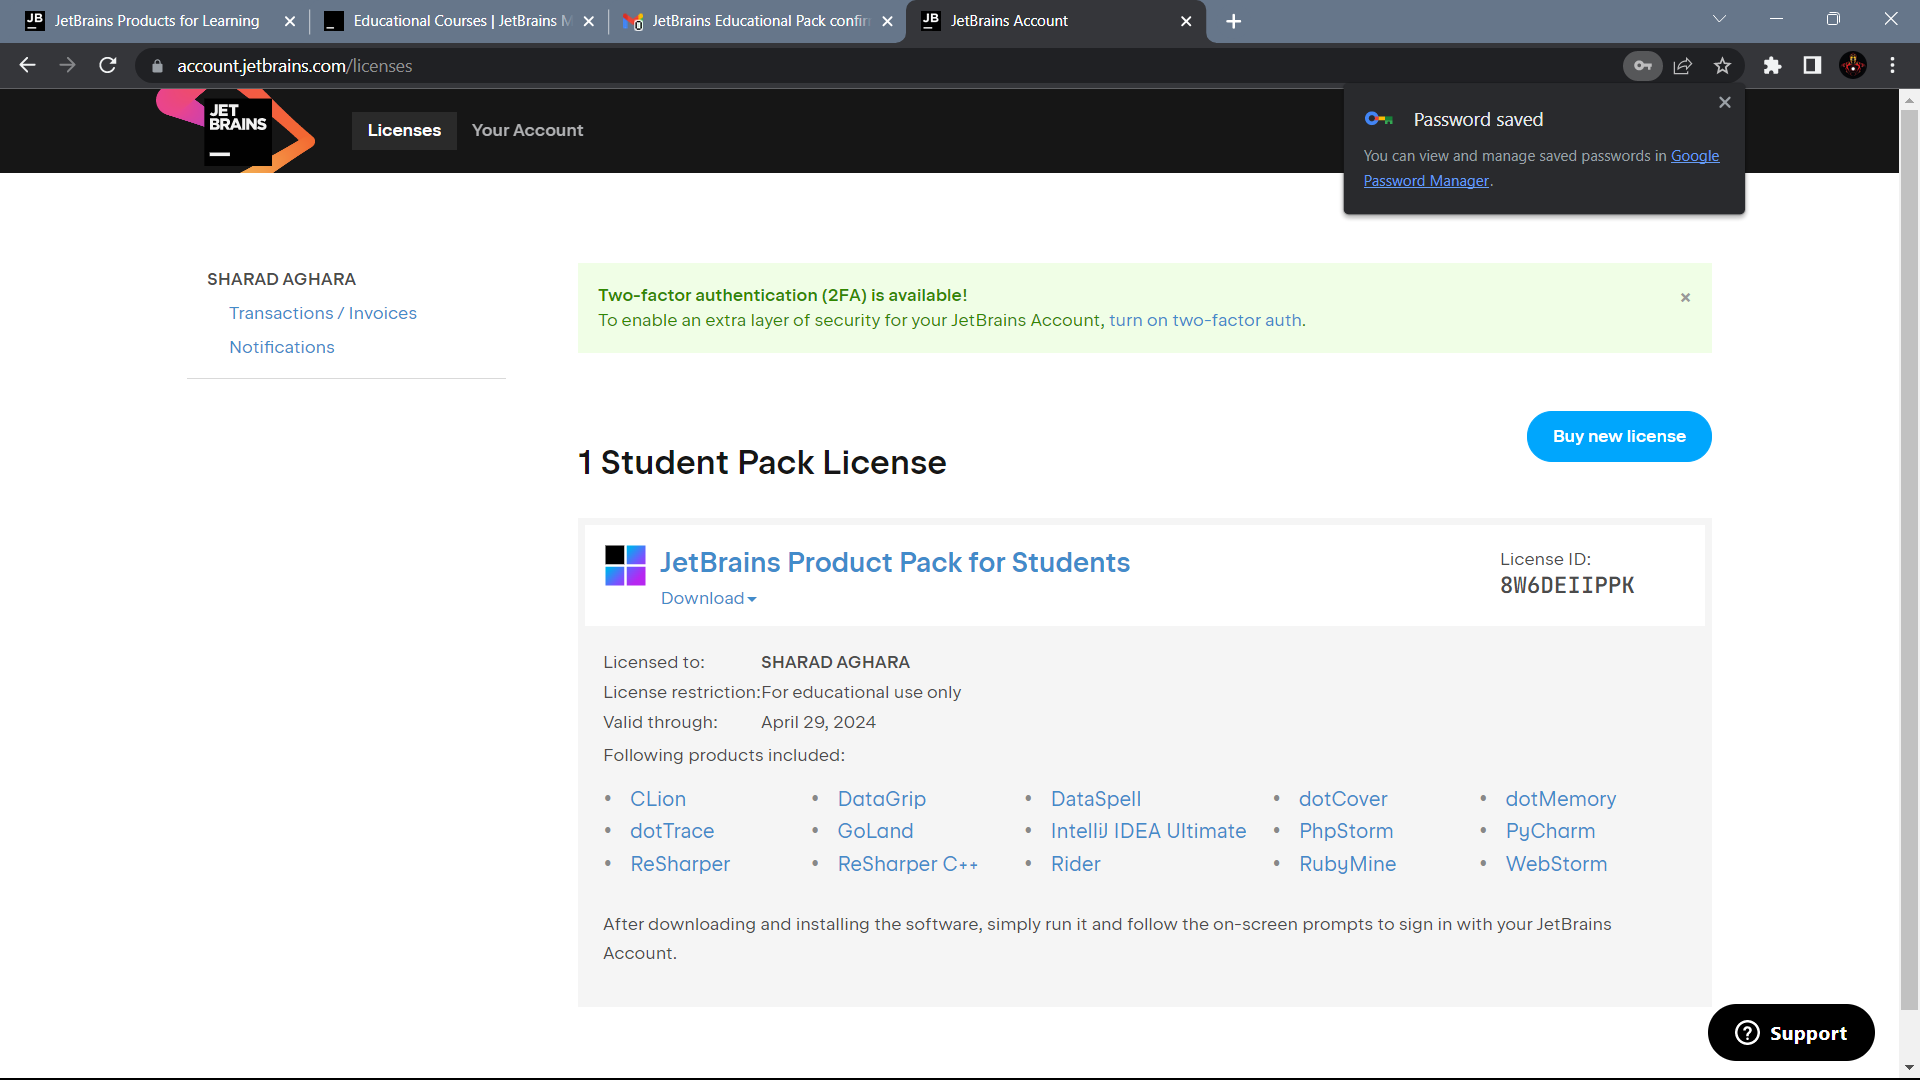 JB JetBrains Products for Learning
Educational Courses | JetBrains M
0 JetBrains Educational Pack confir
JB JetBrains Account
account.jetbrains.com/licenses
JET
BRAINS
Licenses
Your Account
Password saved
You can view and manage saved passwords in Google
Password Manager.
SHARAD AGHARA
Transactions / Invoices
Notifications
Two-factor authentication (2FA) is available!
To enable an extra layer of security for your JetBrains Account, turn on two-factor auth.
Buy new license
1 Student Pack License
JetBrains Product Pack for Students
Download
License ID:
8W6DEIIPPK
Licensed to: SHARAD AGHARA
License restriction:For educational use only
Valid through: April 29, 2024
Following products included:
• CLion • DataGrip • DataSpell • dotCover • dotMemory
• dotTrace • GoLand • IntelliJ IDEA Ultimate • PhpStorm • PyCharm
• ReSharper • ReSharper C++ • Rider • RubyMine • WebStorm
After downloading and installing the software, simply run it and follow the on-screen prompts to sign in with your JetBrains
Account.
Support